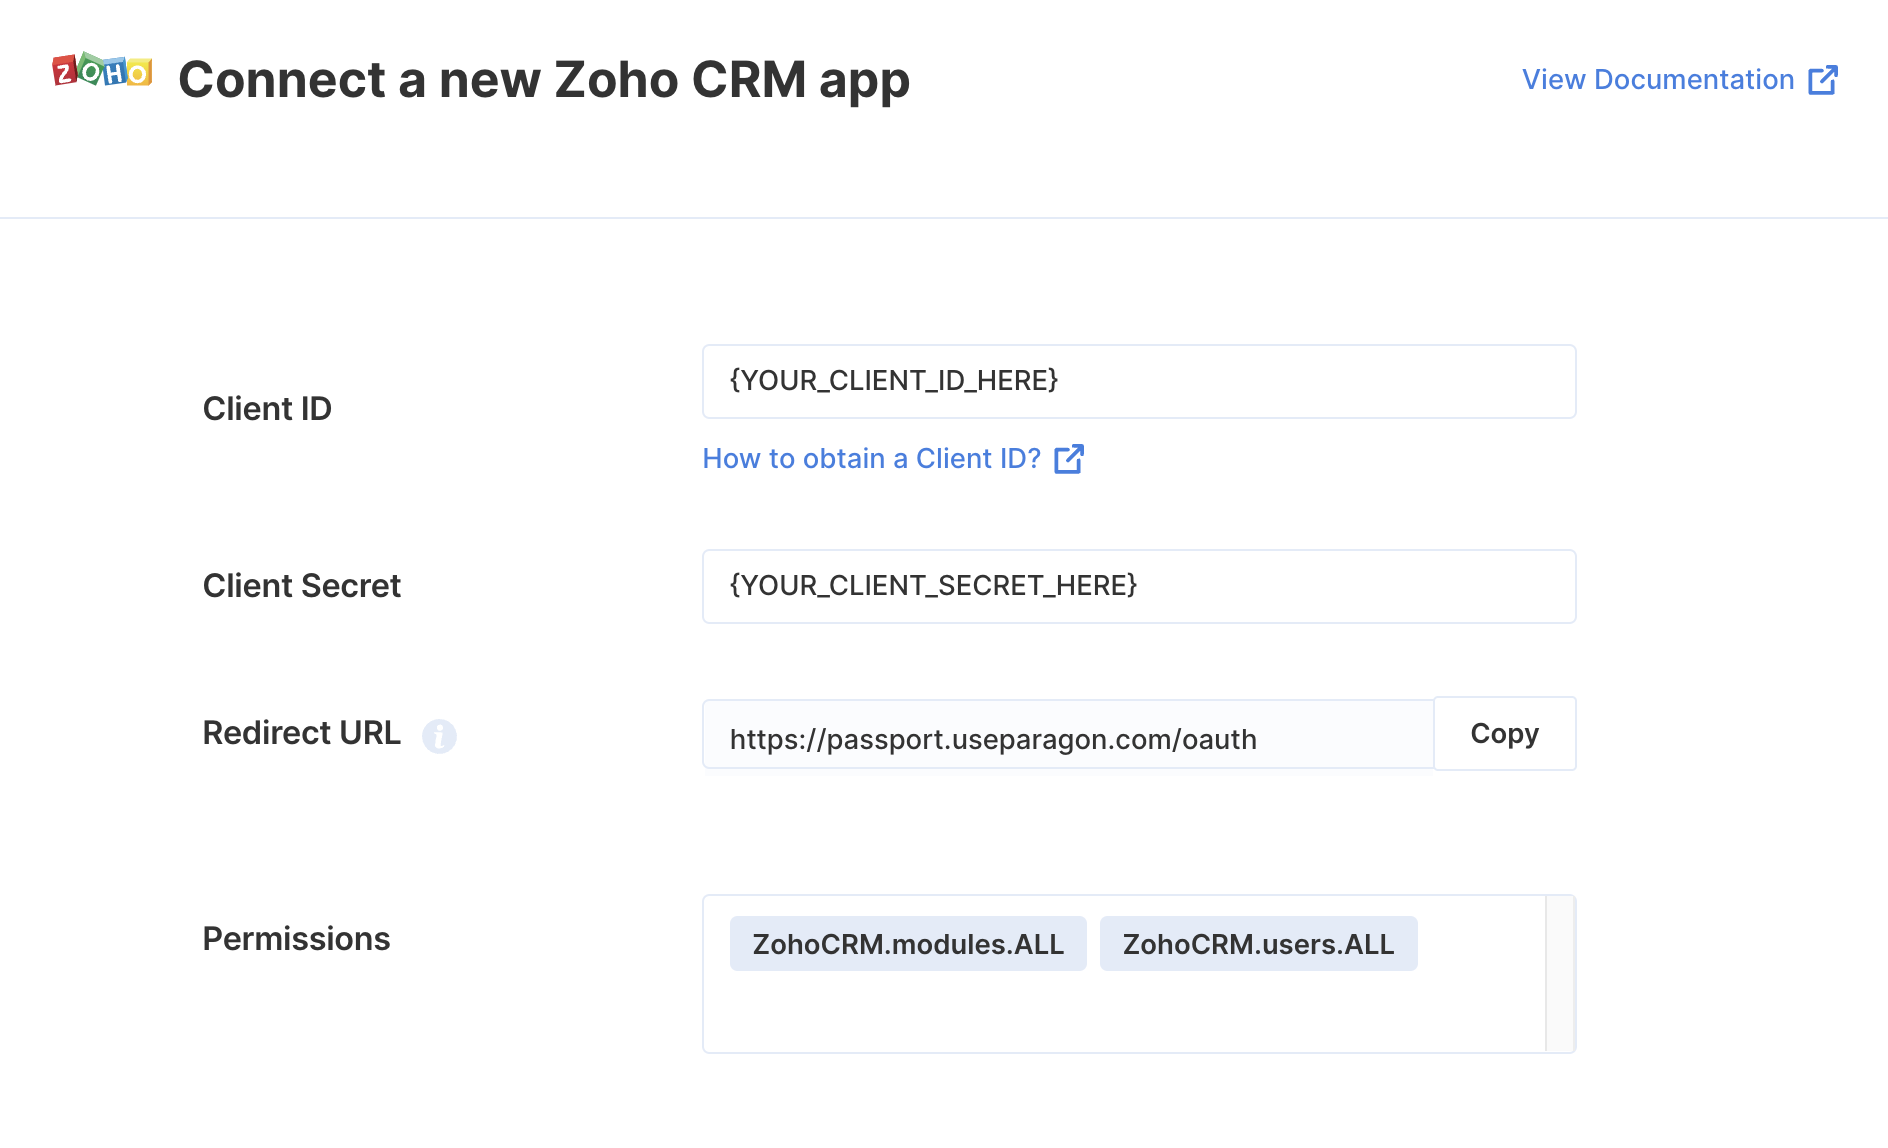 ZOHO Connect a new Zoho CRM app
View Documentation
Client ID
{YOUR_CLIENT_ID_HERE}
How to obtain a Client ID?
Client Secret
{YOUR_CLIENT_SECRET_HERE}
Redirect URL i
https://passport.useparagon.com/oauth
Copy
Permissions
ZohoCRM.modules.ALL ZohoCRM.users.ALL